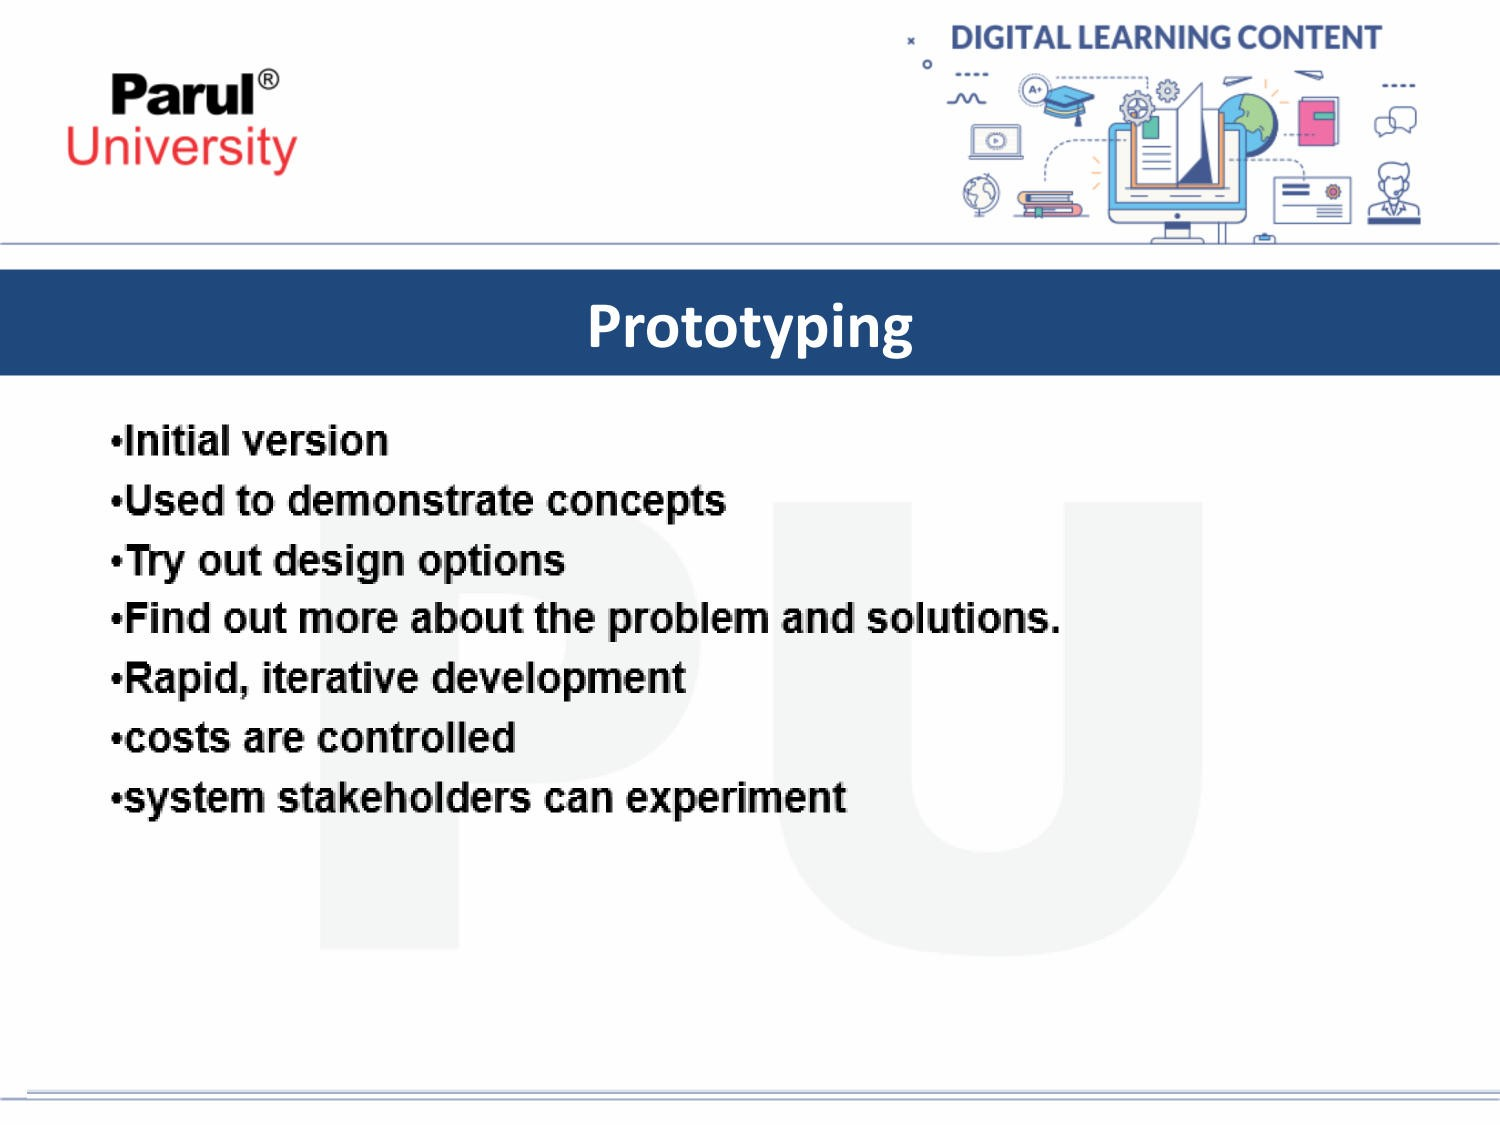 DIGITAL LEARNING CONTENT
Parul®
University
A+
Prototyping
•Initial version
•Used to demonstrate concepts
•Try out design options
•Find out more about the problem and solutions.
•Rapid, iterative development
•costs are controlled
•system stakeholders can experiment
PU